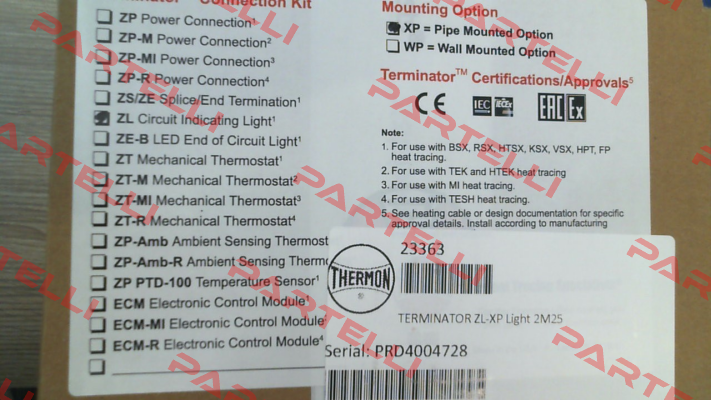 Connection Kit
ZP Power Connection¹
ZP-M Power Connection²
ZP-MI Power Connection³
ZP-R Power Connection⁴
ZS/ZE Splice/End Termination¹
ZL Circuit Indicating Light¹
ZE-B LED End of Circuit Light¹
ZT Mechanical Thermostat¹
ZT-M Mechanical Thermostat²
ZT-MI Mechanical Thermostat³
ZT-R Mechanical Thermostat⁴
ZP-Amb Ambient Sensing Thermost
ZP-Amb-R Ambient Sensing Thermo
ZP PTD-100 Temperature Sensor¹
ECM Electronic Control Module¹
ECM-MI Electronic Control Module
ECM-R Electronic Control Module⁴
Mounting Option
XP = Pipe Mounted Option
WP = Wall Mounted Option
Terminator™ Certifications/Approvals⁵
CE
IEC IECEx
EAC Ex
Note:
1. For use with BSX, RSX, HTSX, KSX, VSX, HPT, FP
heat tracing.
2. For use with TEK and HTEK heat tracing
3. For use with MI heat tracing.
4. For use with TESH heat tracing.
5. See heating cable or design documentation for specific
approval details. Install according to manufacturing
THERMON
®
23363
TERMINATOR ZL-XP Light 2M25
Serial: PRD4004728
PARTELLI
PARTELLI
PARTELLI
PARTELLI
PARTELLI
PARTELLI
PARTELLI